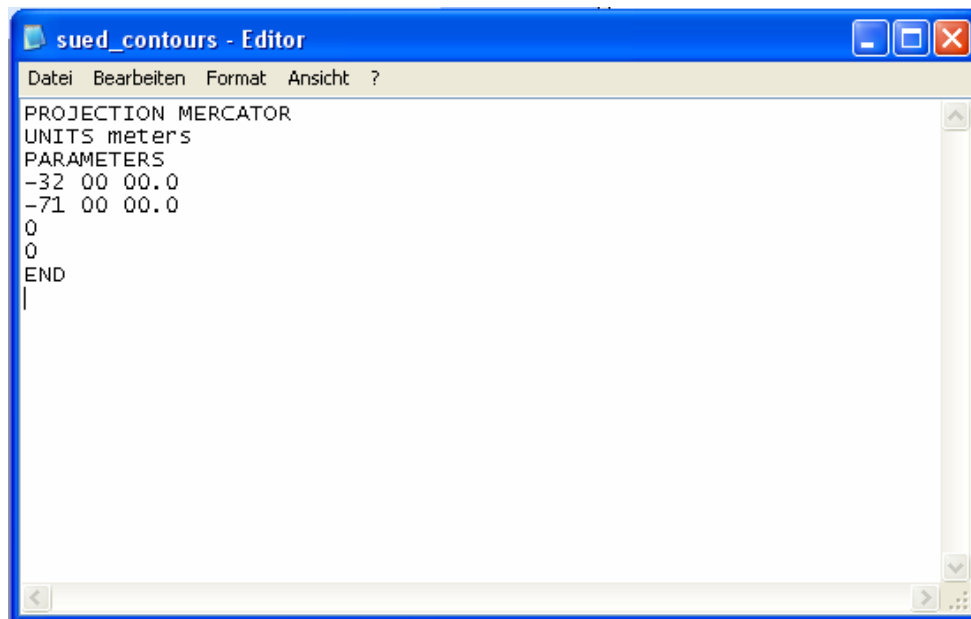 sued_contours - Editor
Datei Bearbeiten Format Ansicht ?
PROJECTION MERCATOR
UNITS meters
PARAMETERS
-32 00 00.0
-71 00 00.0
0
0
END